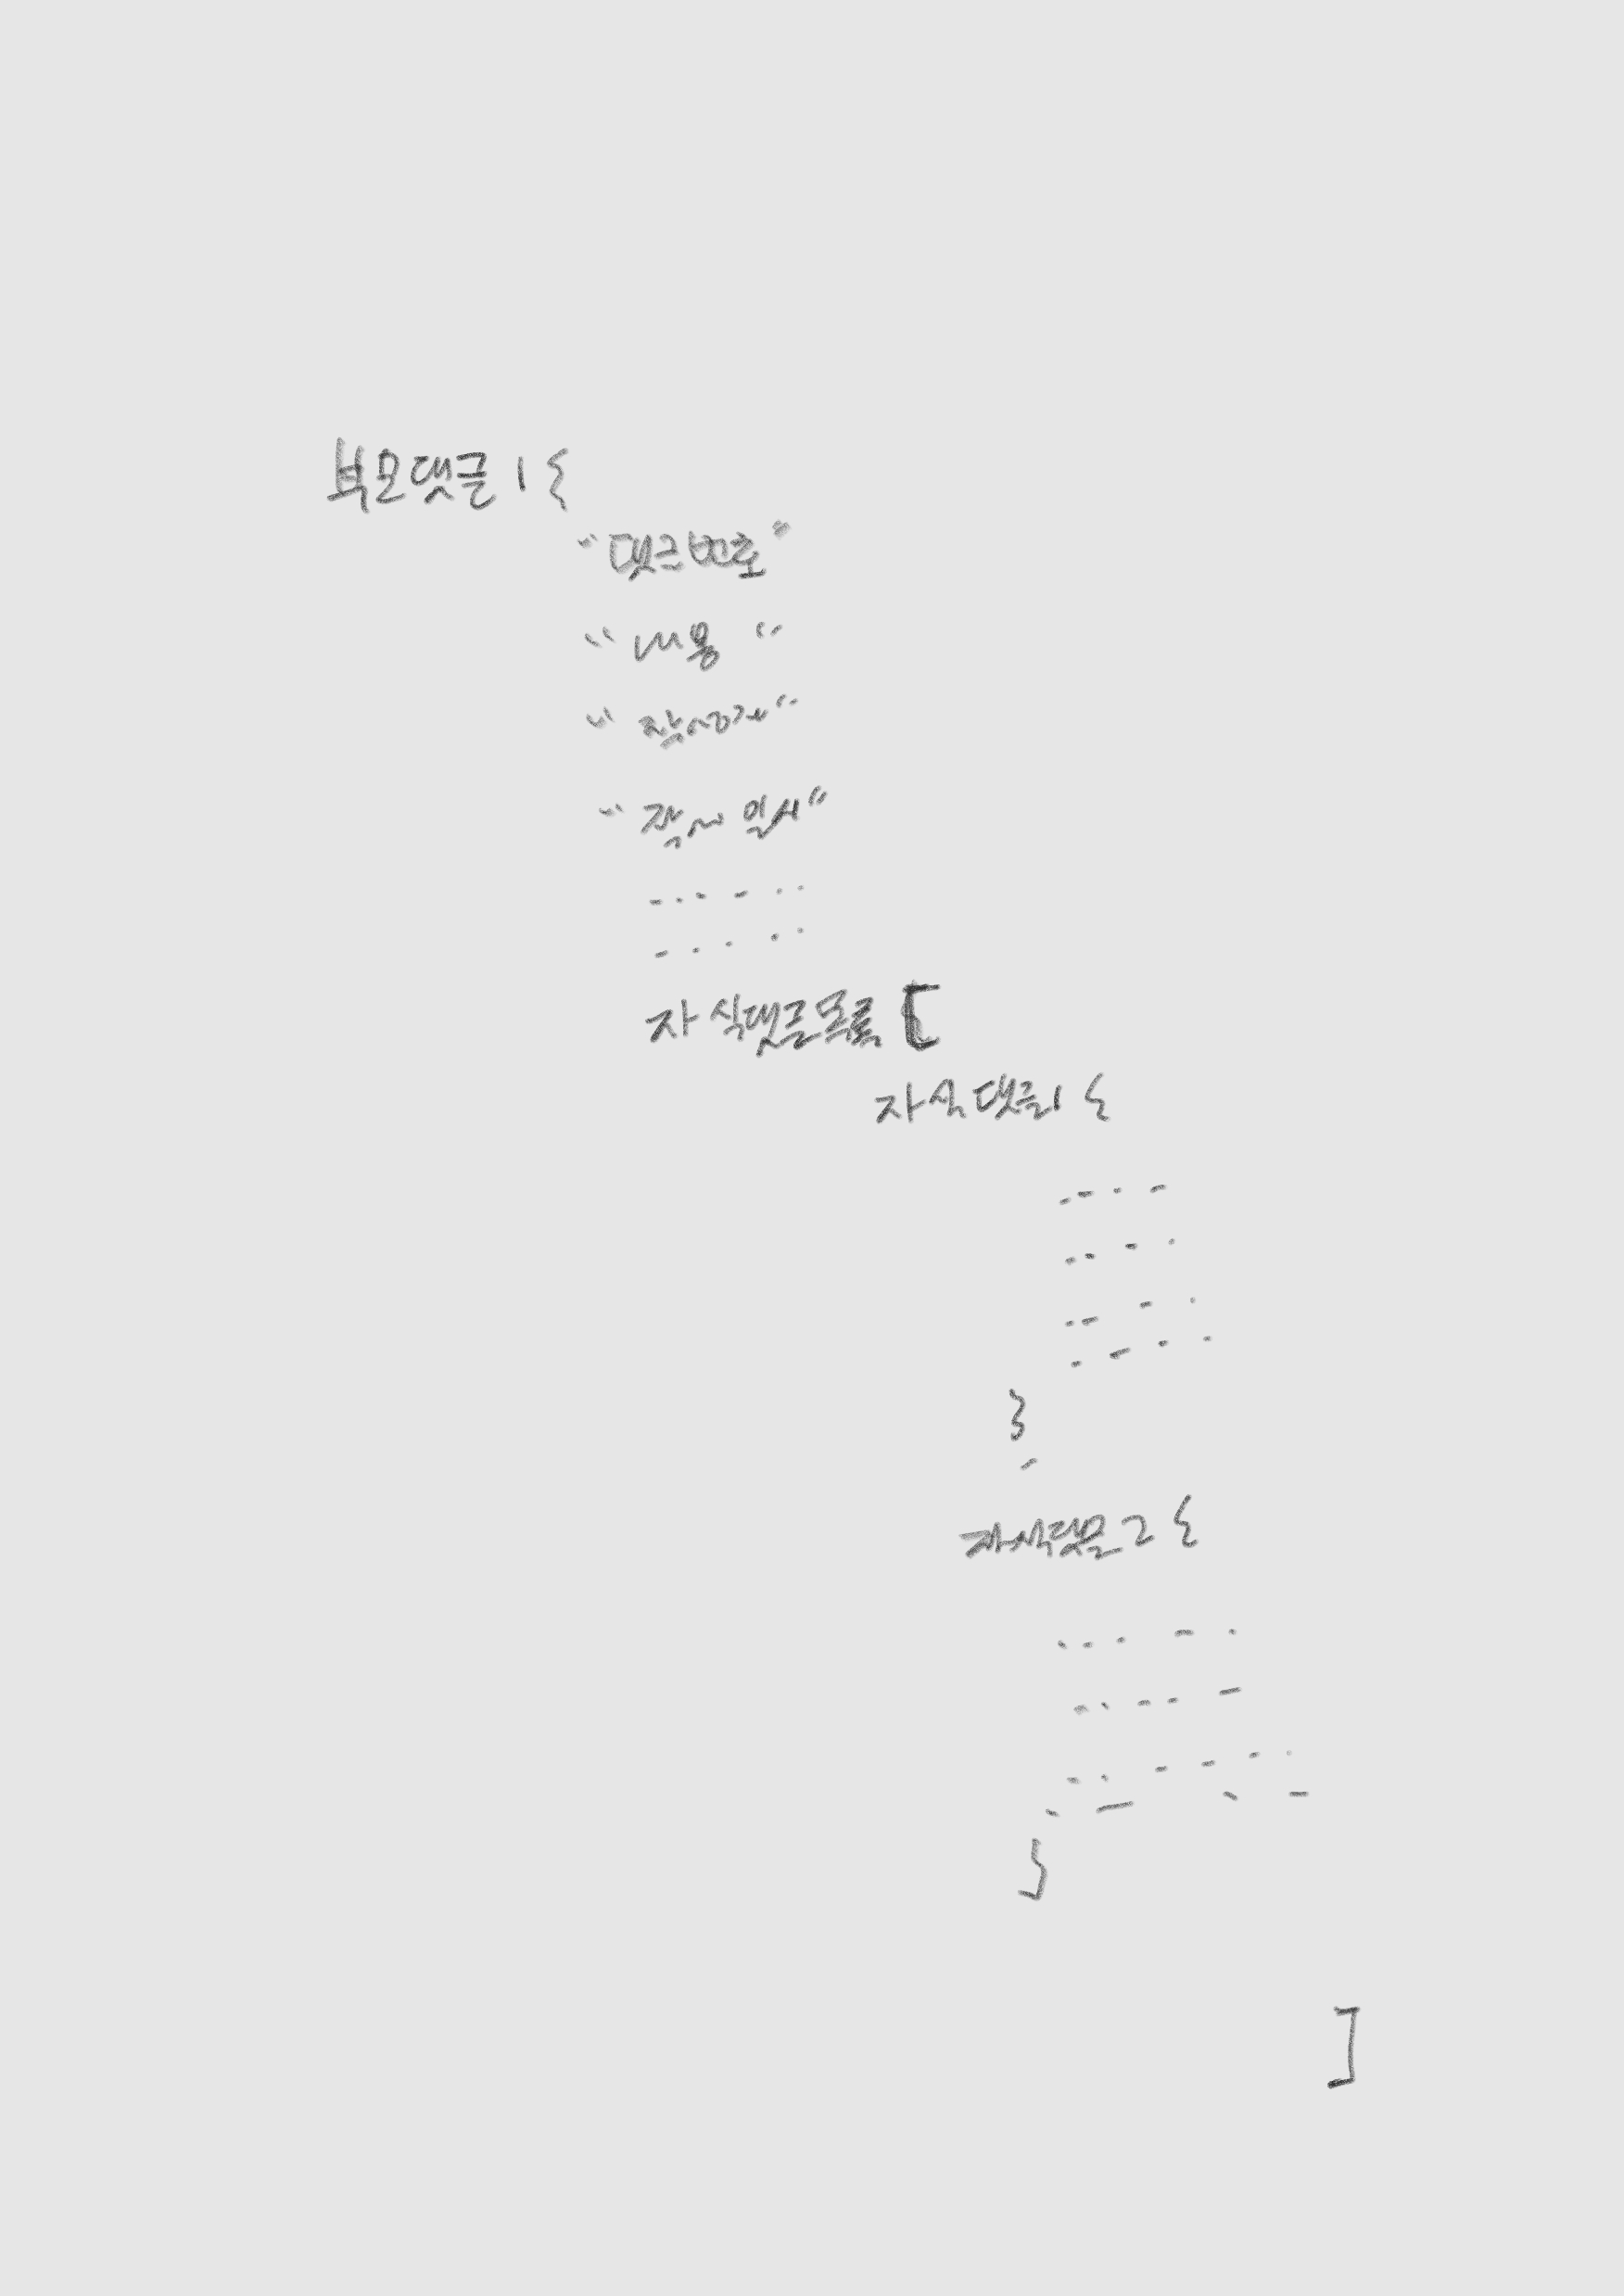 부모댓글 1 {
"댓글번호"
"내용"
"작성자"
"작성 일시"
자식댓글목록 [
자식댓글1 {
}
,
자식댓글 2 {
}
]